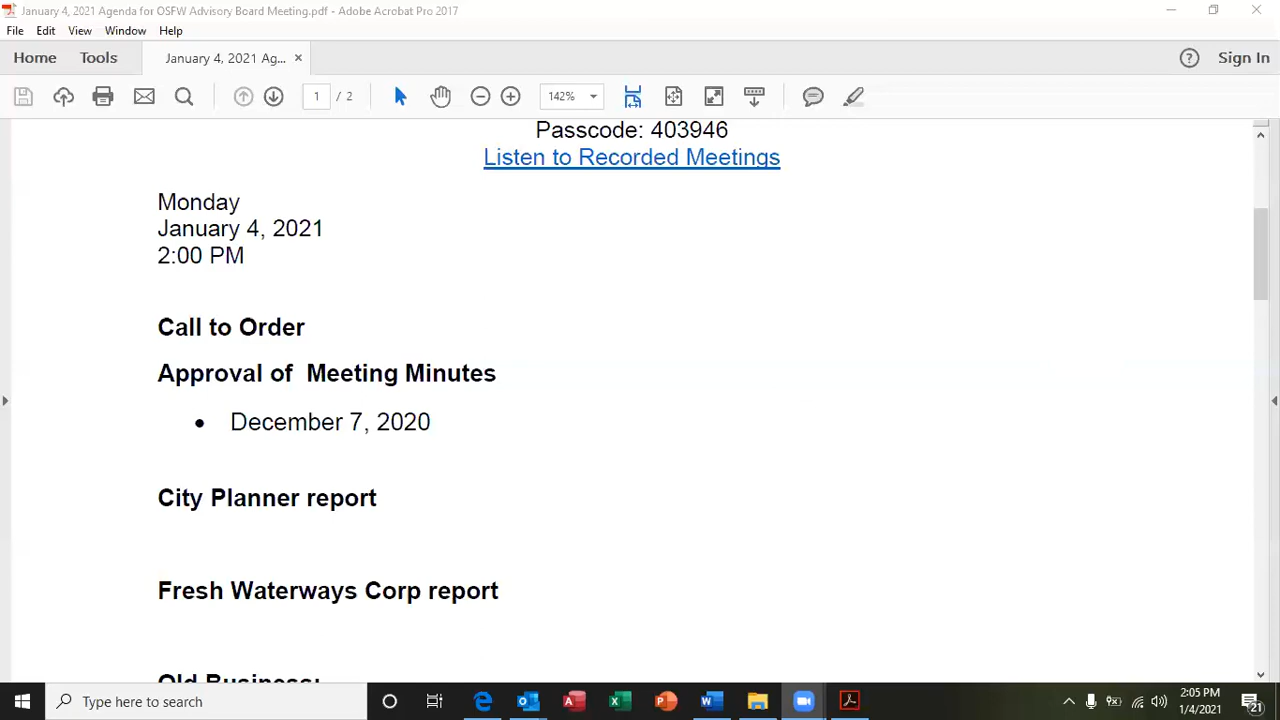 January 4, 2021 Agenda for OSFW Advisory Board Meeting.pdf - Adobe Acrobat Pro 2017
File Edit View Window Help
Home Tools January 4, 2021 Ag... × Sign In
1 / 2 142%
Passcode: 403946
Listen to Recorded Meetings
Monday
January 4, 2021
2:00 PM
Call to Order
Approval of Meeting Minutes
• December 7, 2020
City Planner report
Fresh Waterways Corp report
Old Business:
Type here to search
2:05 PM
1/4/2021
21